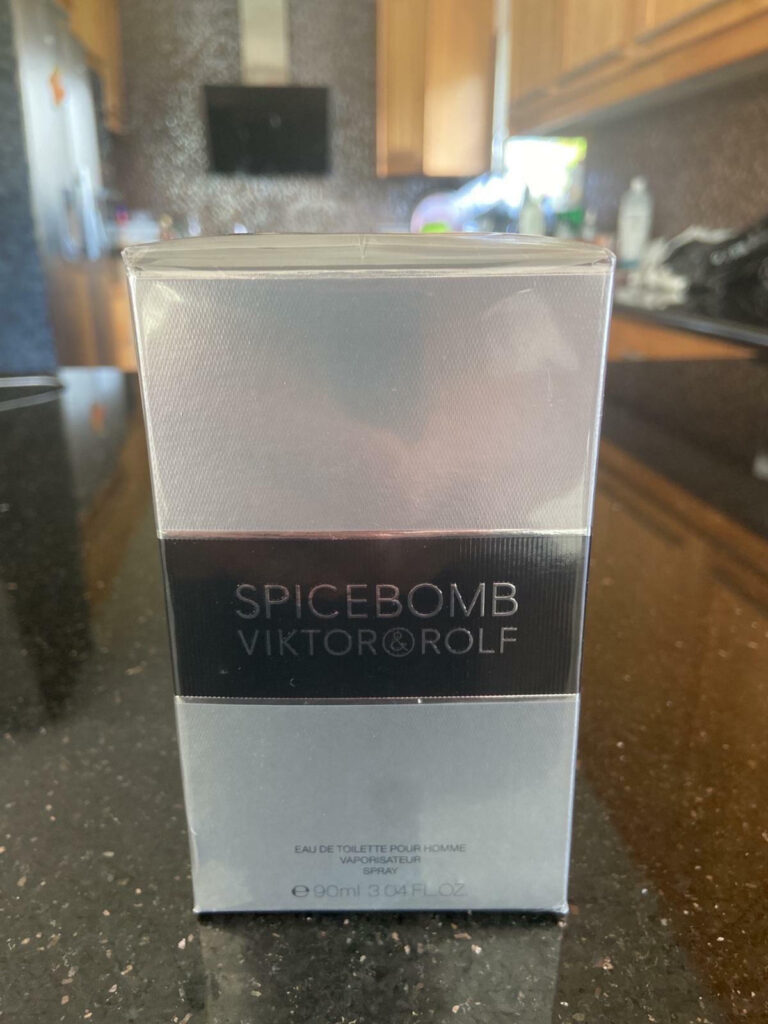 SPICEBOMB
VIKTOR&ROLF
EAU DE TOILETTE POUR HOMME
VAPORISATEUR
SPRAY
℮ 90ml 3.04 FL.OZ.